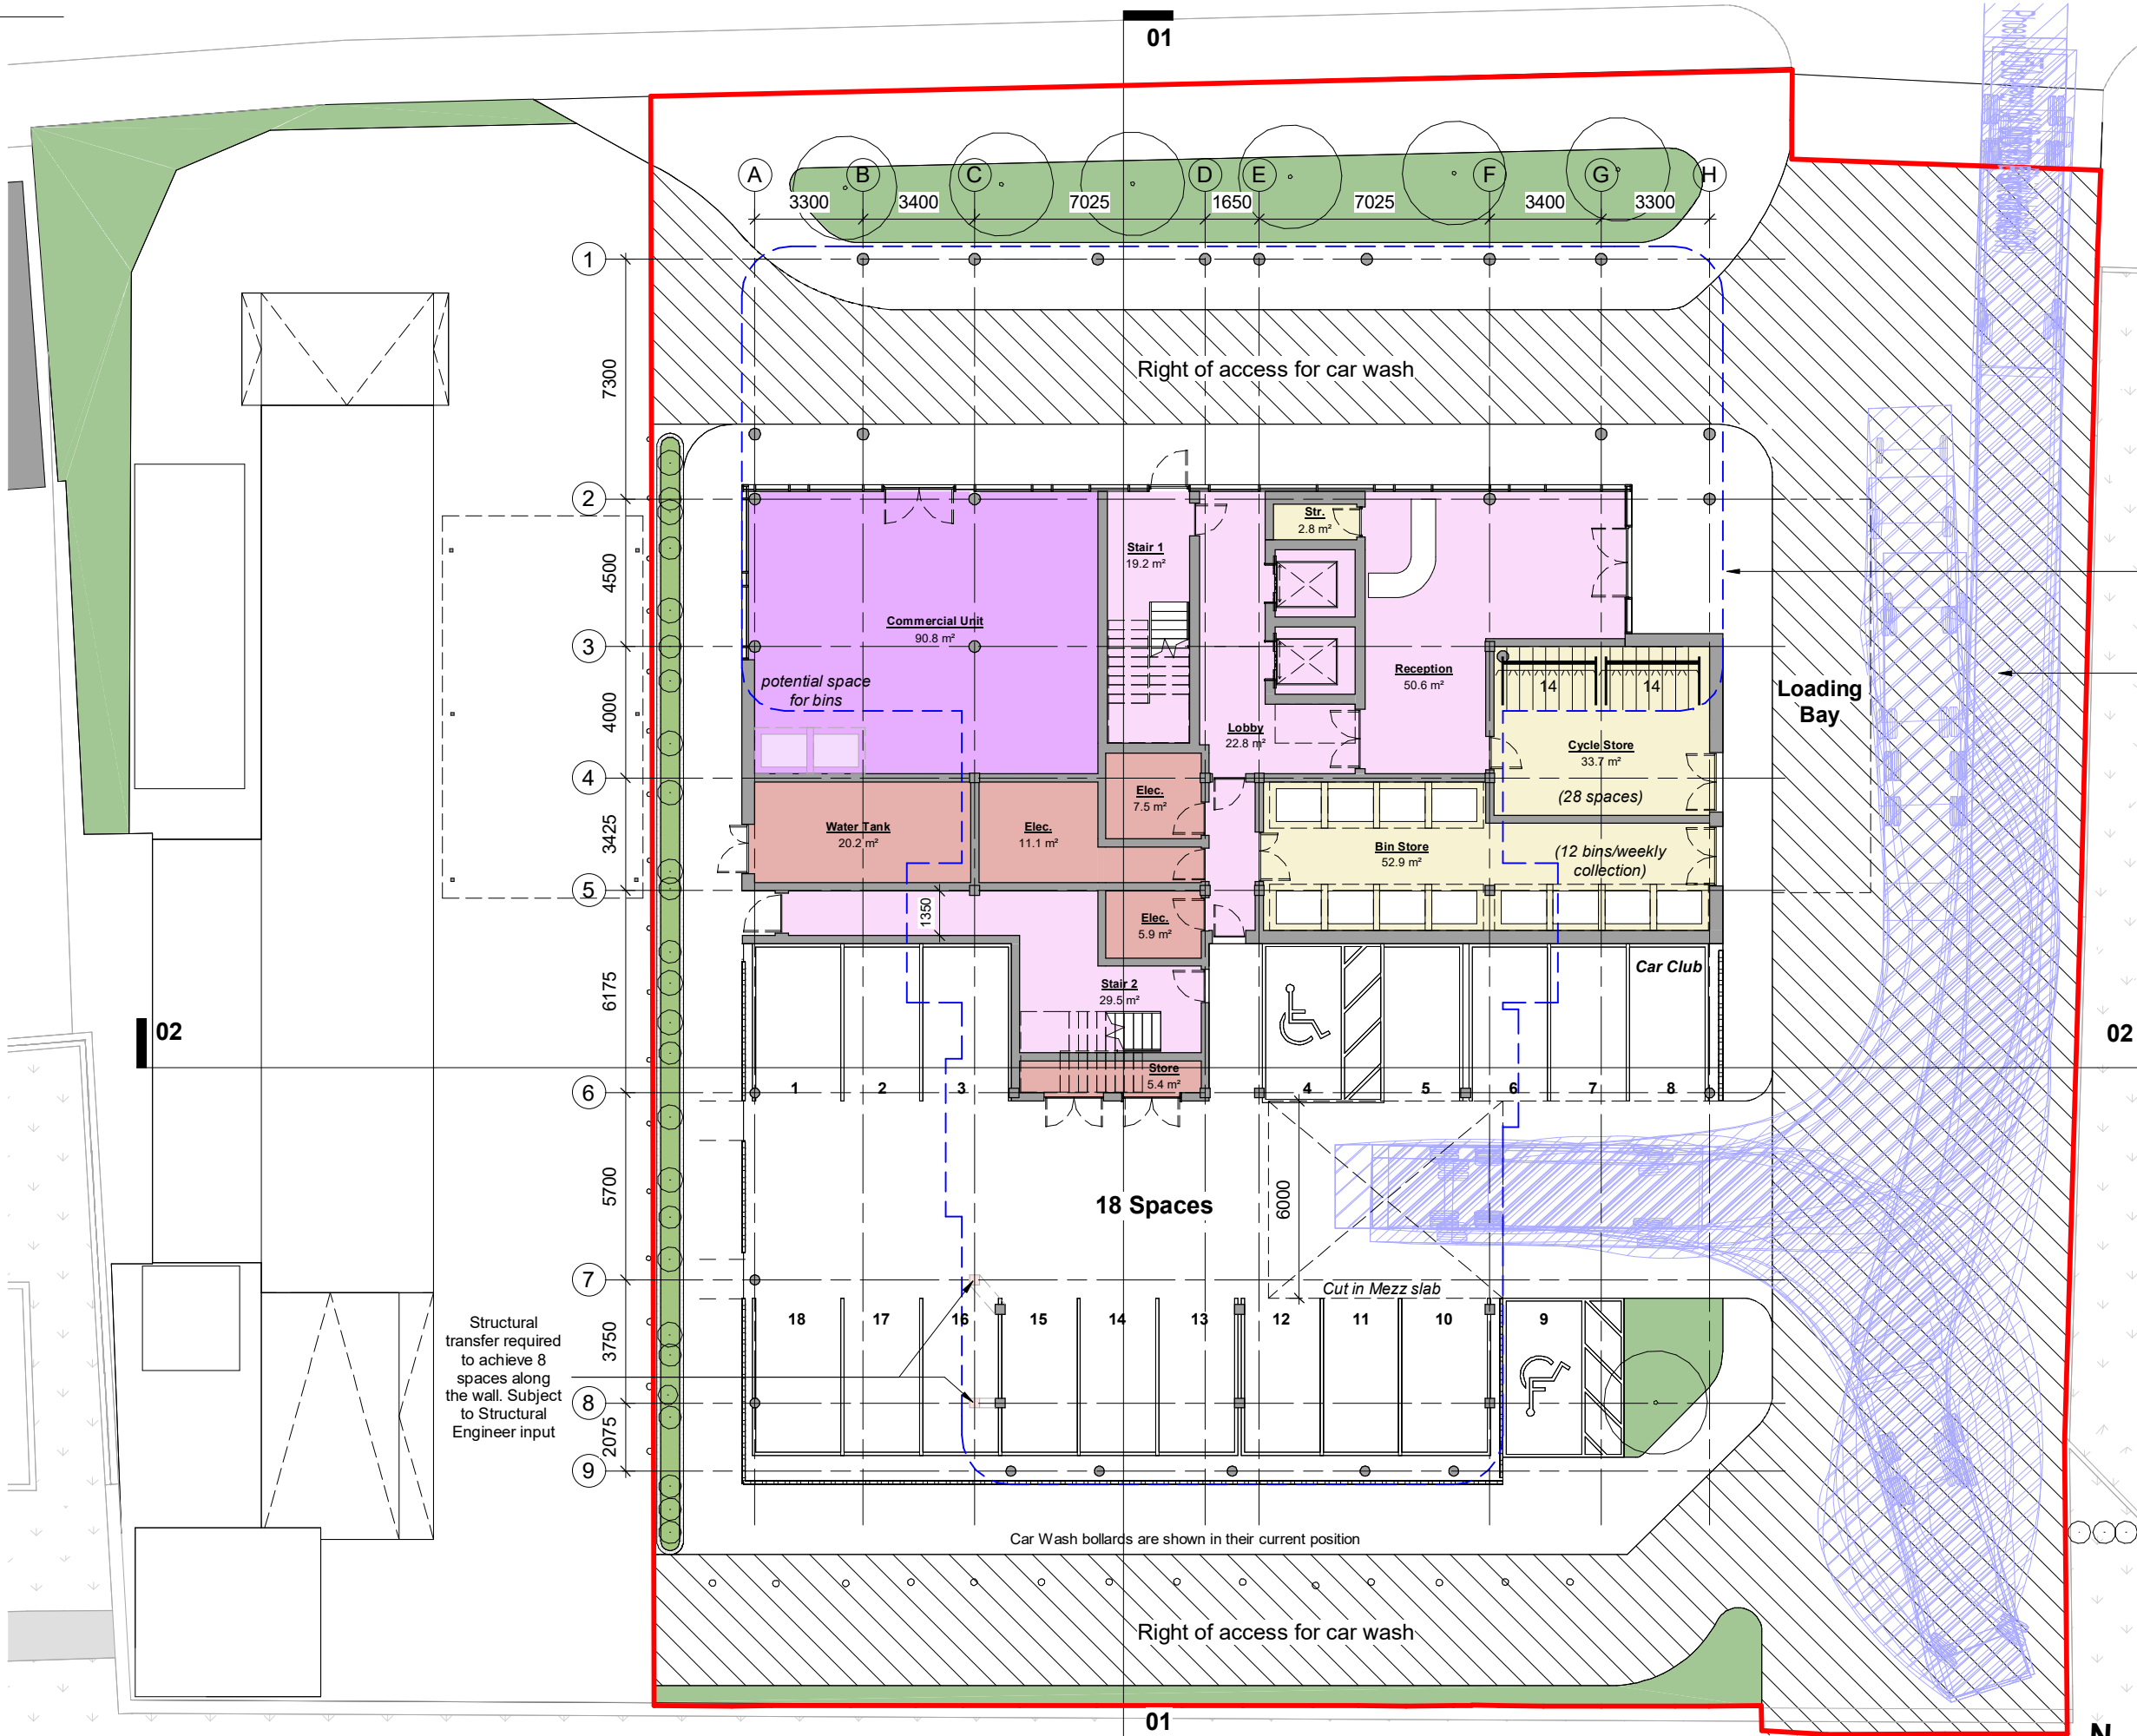 01
A
B
C
D
E
F
G
H
3300
3400
7025
1650
7025
3400
3300
1
7300
Right of access for car wash
2
Str.
2.8 m²
Stair 1
19.2 m²
4500
Commercial Unit
90.8 m²
3
Reception
50.6 m²
potential space
for bins
14
14
Loading
Bay
4000
Lobby
22.8 m²
Cycle Store
33.7 m²
4
(28 spaces)
Elec.
7.5 m²
Water Tank
20.2 m²
Elec.
11.1 m²
3425
Bin Store
52.9 m²
(12 bins/weekly
collection)
5
1350
Elec.
5.9 m²
Car Club
6175
Stair 2
29.5 m²
02
02
Store
5.4 m²
6
1
2
3
4
5
6
7
8
5700
18 Spaces
6000
7
Cut in Mezz slab
18
17
16
15
14
13
12
11
10
9
Structural
transfer required
to achieve 8
spaces along
the wall. Subject
to Structural
Engineer input
3750
8
2075
9
Car Wash bollards are shown in their current position
Right of access for car wash
01
N